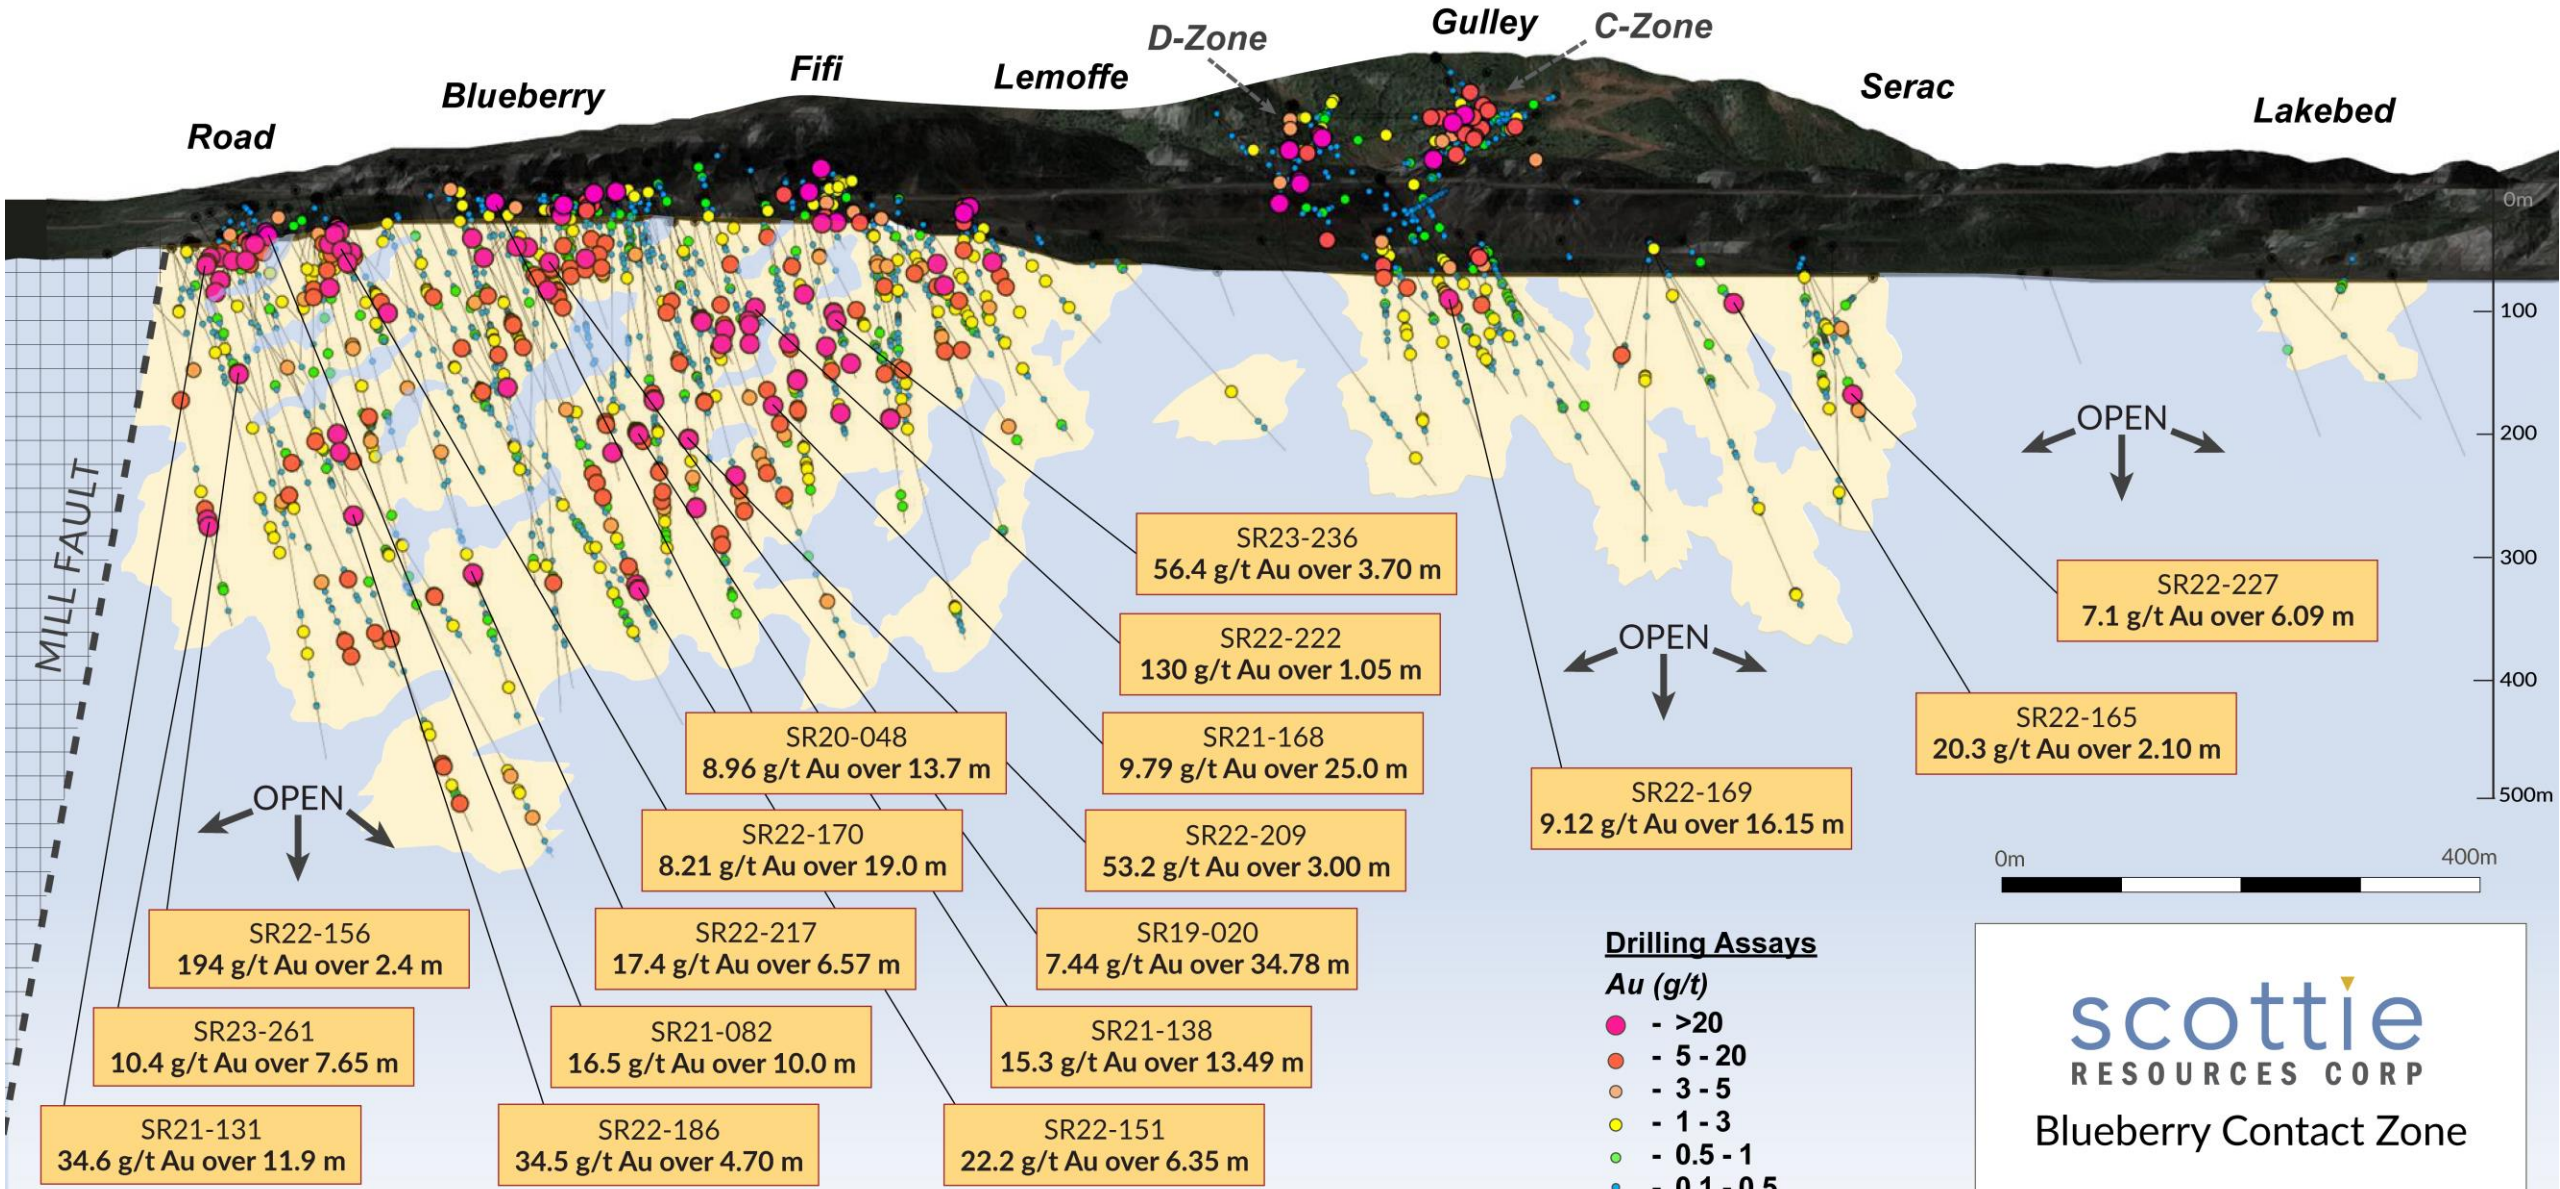 Gulley
C-Zone
D-Zone
Fifi
Lemoffe
Serac
Blueberry
Lakebed
Road
0m
100
200
300
400
500m
MILL FAULT
OPEN
OPEN
OPEN
SR23-236
56.4 g/t Au over 3.70 m
SR22-227
7.1 g/t Au over 6.09 m
SR22-222
130 g/t Au over 1.05 m
SR22-165
20.3 g/t Au over 2.10 m
SR20-048
8.96 g/t Au over 13.7 m
SR21-168
9.79 g/t Au over 25.0 m
SR22-169
9.12 g/t Au over 16.15 m
SR22-170
8.21 g/t Au over 19.0 m
SR22-209
53.2 g/t Au over 3.00 m
0m 400m
SR22-156
194 g/t Au over 2.4 m
SR22-217
17.4 g/t Au over 6.57 m
SR19-020
7.44 g/t Au over 34.78 m
SR23-261
10.4 g/t Au over 7.65 m
SR21-082
16.5 g/t Au over 10.0 m
SR21-138
15.3 g/t Au over 13.49 m
SR21-131
34.6 g/t Au over 11.9 m
SR22-186
34.5 g/t Au over 4.70 m
SR22-151
22.2 g/t Au over 6.35 m
Drilling Assays
Au (g/t)
- >20
- 5 - 20
- 3 - 5
- 1 - 3
- 0.5 - 1
- 0.1 - 0.5
scottie
RESOURCES CORP
Blueberry Contact Zone